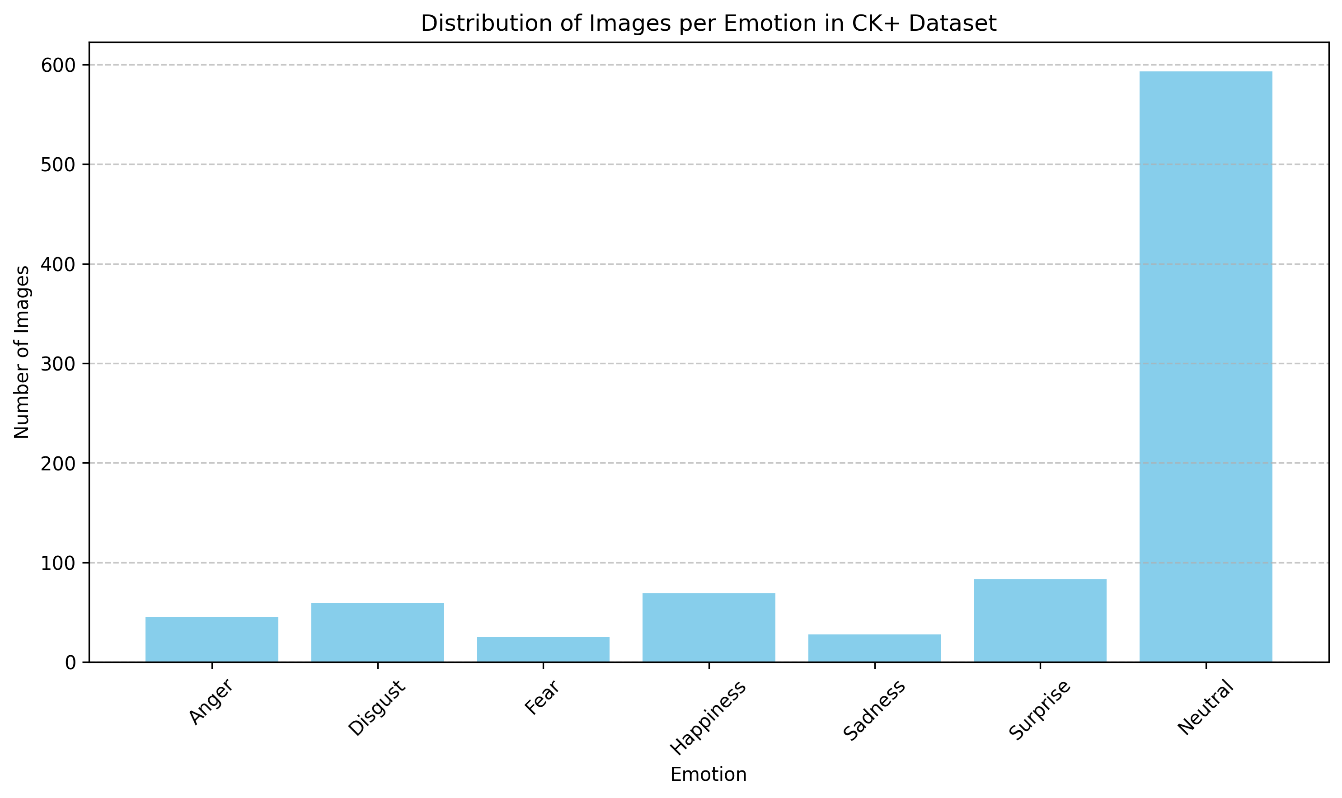 Distribution of Images per Emotion in CK+ Dataset
600
500
400
300
200
100
0
Number of Images
Anger
Disgust
Fear
Happiness
Sadness
Surprise
Neutral
Emotion